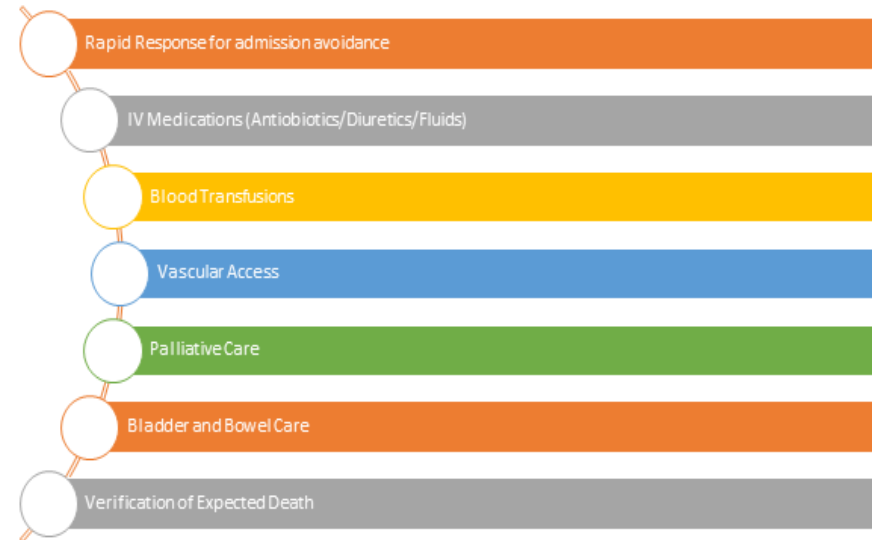 Rapid Response for admission avoidance
IV Medications (Antiobiotics/Diuretics/Fluids)
Blood Transfusions
Vascular Access
Palliative Care
Bladder and Bowel Care
Verification of Expected Death